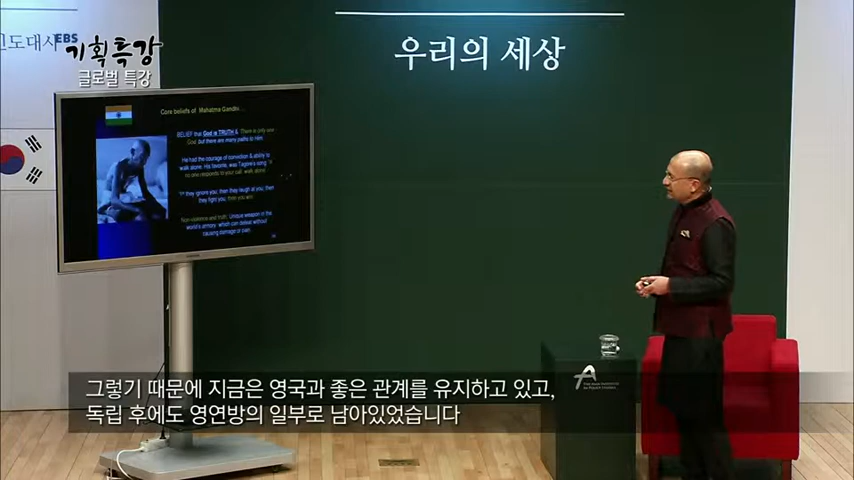 인도대사
EBS
기획특강
글로벌 특강
우리의 세상
Core beliefs of Mahatma Gandhi...
BELIEF that God is TRUTH & There is only one
God, but there are many paths to Him.
He had the courage of conviction & ability to
walk alone. His favorite, was Tagore's song "If
no one responds to your call, walk alone
1st they ignore you, then they laugh at you, then
they fight you, then you win
Non-violence and truth: Unique weapon in the
world's armory, which can defeat without
causing damage or pain.
그렇기 때문에 지금은 영국과 좋은 관계를 유지하고 있고,
독립 후에도 영연방의 일부로 남아있었습니다